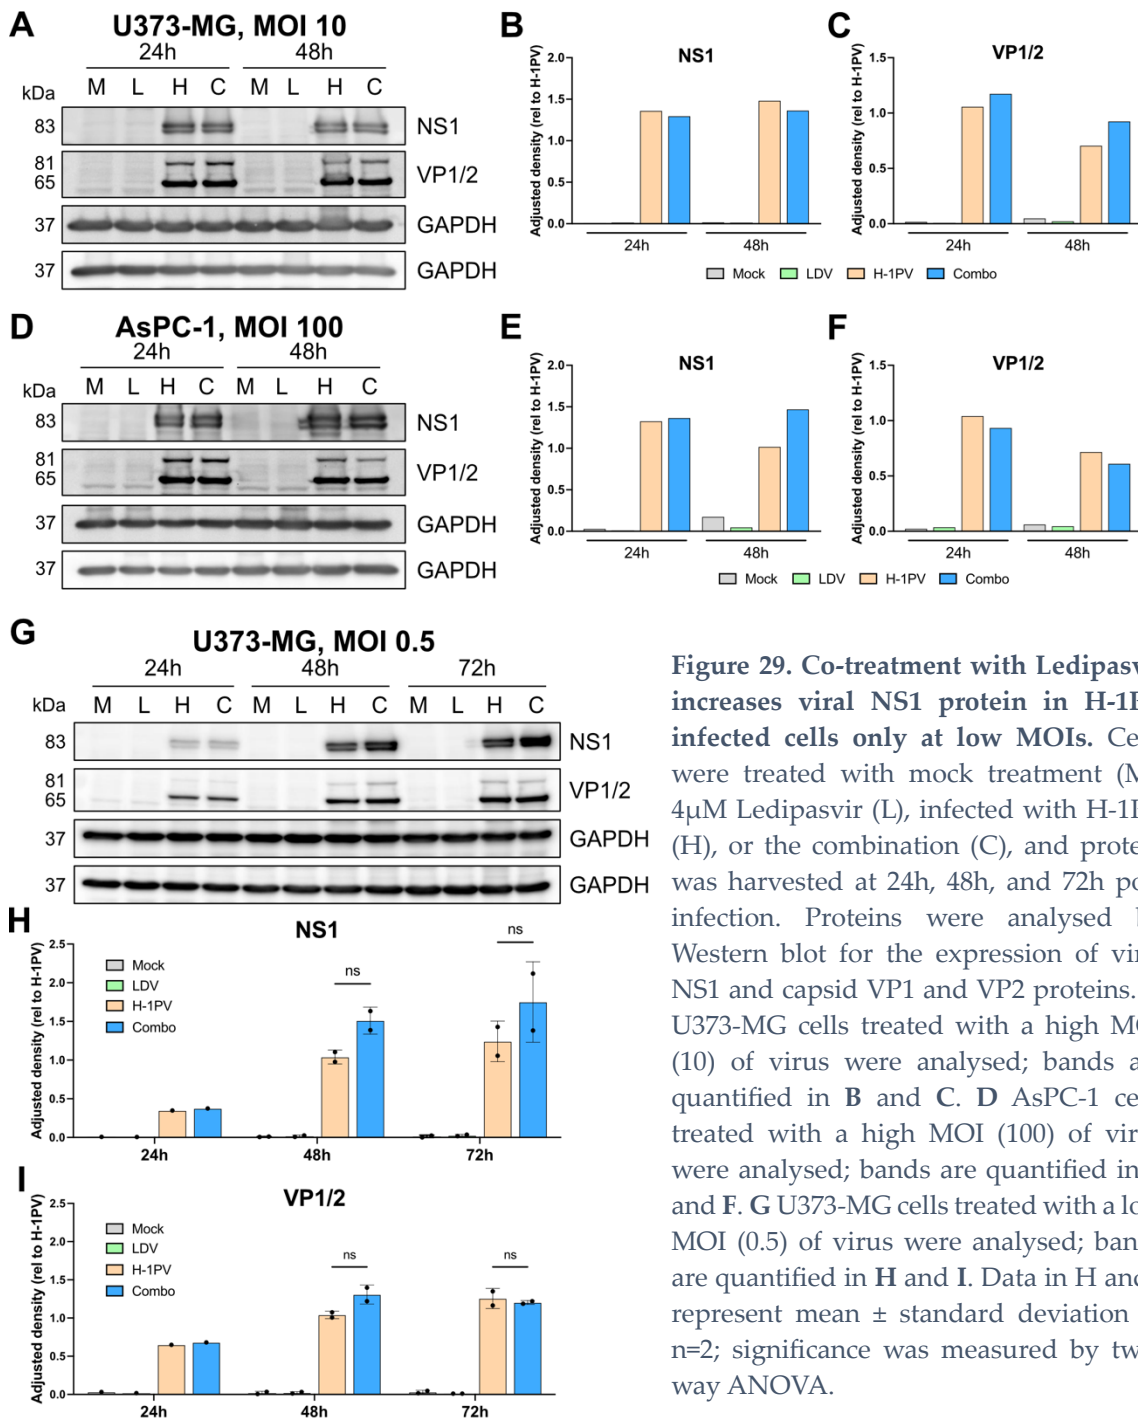 A
U373-MG, MOI 10
24h 48h
M L H C M L H C
kDa
83 NS1
81
65 VP1/2
37 GAPDH
37 GAPDH
B
NS1
Adjusted density (rel to H-1PV)
2.0
1.5
1.0
0.5
0.0
24h 48h
C
VP1/2
Adjusted density (rel to H-1PV)
1.5
1.0
0.5
0.0
24h 48h
Mock LDV H-1PV Combo
D
AsPC-1, MOI 100
24h 48h
M L H C M L H C
kDa
83 NS1
81
65 VP1/2
37 GAPDH
37 GAPDH
E
NS1
Adjusted density (rel to H-1PV)
2.0
1.5
1.0
0.5
0.0
24h 48h
F
VP1/2
Adjusted density (rel to H-1PV)
1.5
1.0
0.5
0.0
24h 48h
Mock LDV H-1PV Combo
G
U373-MG, MOI 0.5
24h 48h 72h
M L H C M L H C M L H C
kDa
83 NS1
81
65 VP1/2
37 GAPDH
37 GAPDH
H
NS1
Adjusted density (rel to H-1PV)
2.5
2.0
1.5
1.0
0.5
0.0
Mock
LDV
H-1PV
Combo
ns
ns
24h 48h 72h
I
VP1/2
Adjusted density (rel to H-1PV)
2.5
2.0
1.5
1.0
0.5
0.0
Mock
LDV
H-1PV
Combo
ns
ns
24h 48h 72h
Figure 29. Co-treatment with Ledipasv
increases viral NS1 protein in H-1P
infected cells only at low MOIs. Ce
were treated with mock treatment (M
4µM Ledipasvir (L), infected with H-1P
(H), or the combination (C), and prote
was harvested at 24h, 48h, and 72h po
infection. Proteins were analysed b
Western blot for the expression of vir
NS1 and capsid VP1 and VP2 proteins.
U373-MG cells treated with a high MO
(10) of virus were analysed; bands a
quantified in B and C. D AsPC-1 ce
treated with a high MOI (100) of vir
were analysed; bands are quantified in
and F. G U373-MG cells treated with a lo
MOI (0.5) of virus were analysed; ban
are quantified in H and I. Data in H and
represent mean ± standard deviation
n=2; significance was measured by tw
way ANOVA.